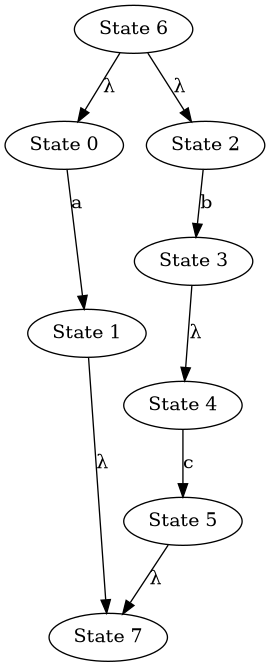 State 6
λ λ
State 0 State 2
a b
State 3
State 1 λ
State 4
λ c
State 5
λ
State 7